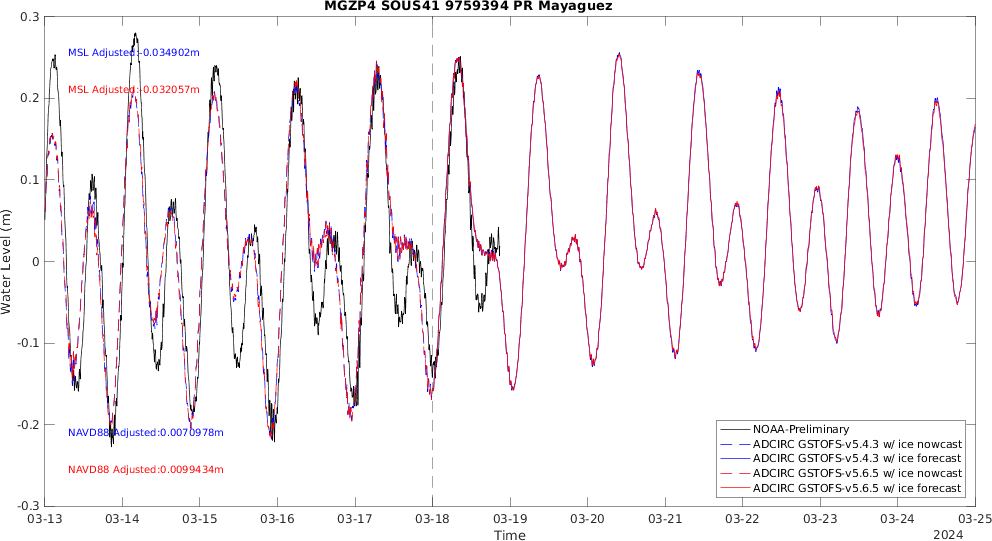 MGZP4 SOUS41 9759394 PR Mayaguez
0.3
0.2
0.1
0
-0.1
-0.2
-0.3
Water Level (m)
MSL Adjusted:-0.034902m
MSL Adjusted:-0.032057m
NAVD88 Adjusted:0.0070978m
NAVD88 Adjusted:0.0099434m
NOAA-Preliminary
ADCIRC GSTOFS-v5.4.3 w/ ice nowcast
ADCIRC GSTOFS-v5.4.3 w/ ice forecast
ADCIRC GSTOFS-v5.6.5 w/ ice nowcast
ADCIRC GSTOFS-v5.6.5 w/ ice forecast
03-13 03-14 03-15 03-16 03-17 03-18 03-19 03-20 03-21 03-22 03-23 03-24 03-25
Time
2024